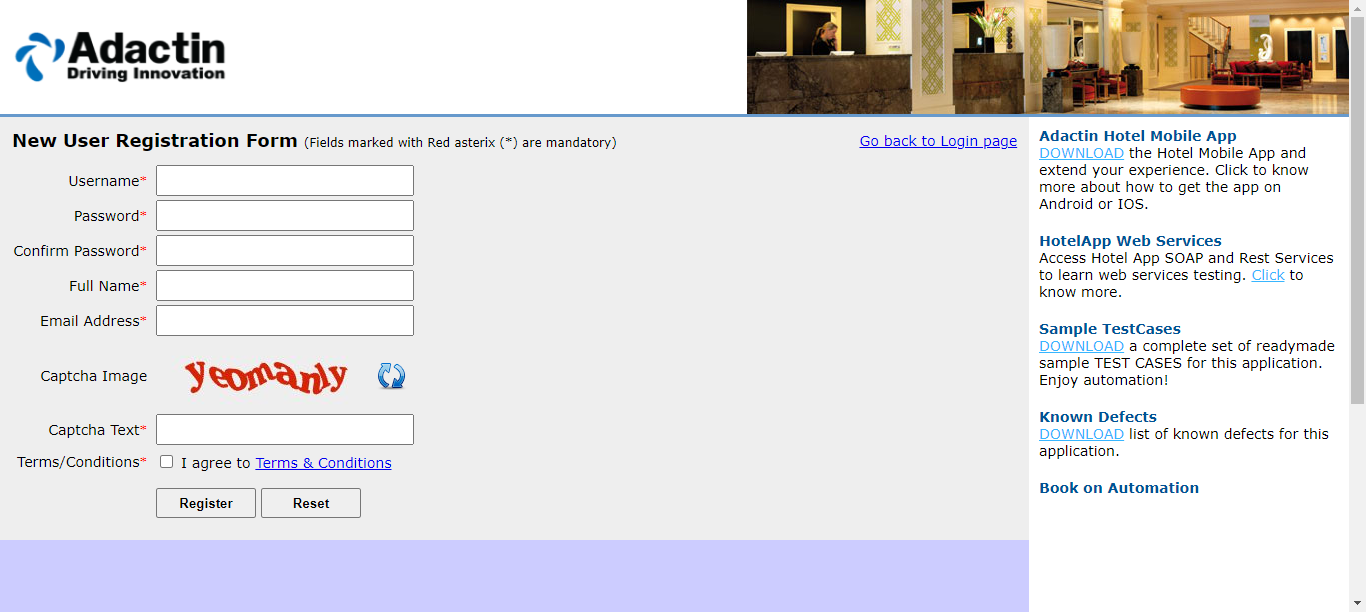 Adactin
Driving Innovation
New User Registration Form (Fields marked with Red asterix (*) are mandatory)
Go back to Login page
Username*
Password*
Confirm Password*
Full Name*
Email Address*
Captcha Image
yeomanly
Captcha Text*
Terms/Conditions*
I agree to Terms & Conditions
Register
Reset
Adactin Hotel Mobile App
DOWNLOAD the Hotel Mobile App and
extend your experience. Click to know
more about how to get the app on
Android or IOS.
HotelApp Web Services
Access Hotel App SOAP and Rest Services
to learn web services testing. Click to
know more.
Sample TestCases
DOWNLOAD a complete set of readymade
sample TEST CASES for this application.
Enjoy automation!
Known Defects
DOWNLOAD list of known defects for this
application.
Book on Automation